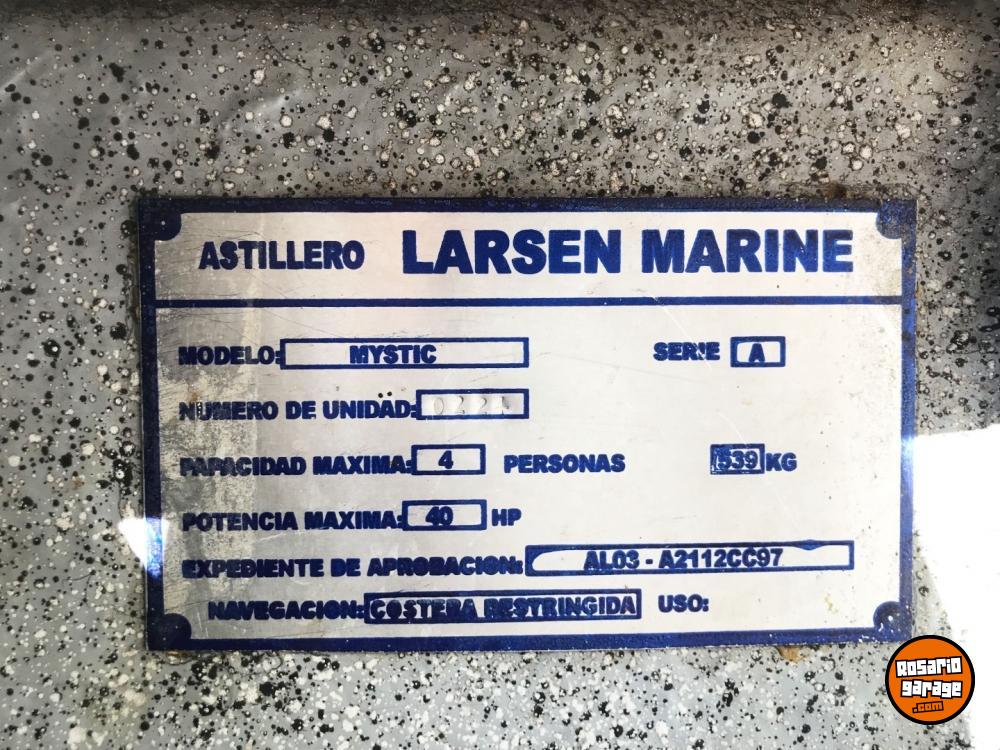 ASTILLERO LARSEN MARINE
MODELO: MYSTIC SERIE A
NUMERO DE UNIDAD:
PAPACIDAD MAXIMA: 4 PERSONAS 539 KG
POTENCIA MAXIMA: 40 HP
EXPEDIENTE DE APROBACION: AL03 - A2112CC97
NAVEGACION: COSTERA RESTRINGIDA USO:
ROSARIO
GARAGE
.COM